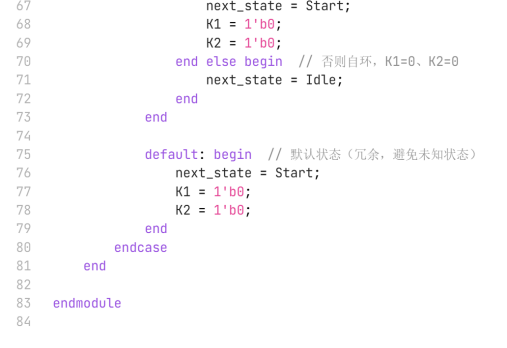 67 next_state = Start;
68 K1 = 1'b0;
69 K2 = 1'b0;
70 end else begin // 否则自环，K1=0、K2=0
71 next_state = Idle;
72 end
73 end
74
75 default: begin // 默认状态（冗余，避免未知状态）
76 next_state = Start;
77 K1 = 1'b0;
78 K2 = 1'b0;
79 end
80 endcase
81 end
82
83 endmodule
84